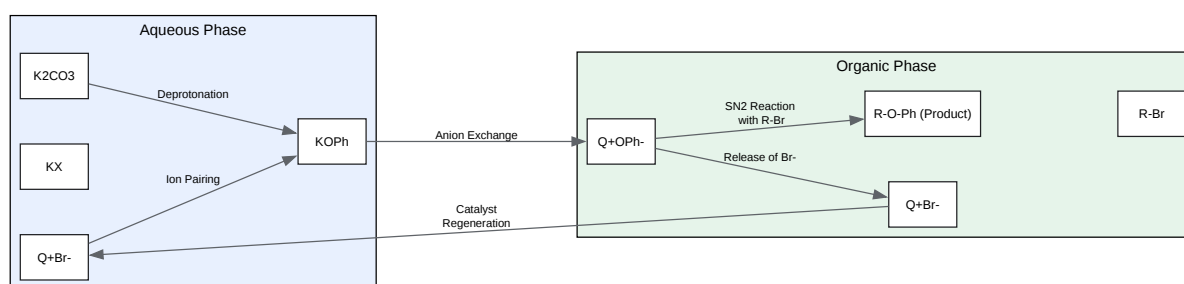 Aqueous Phase
K2CO3
Deprotonation
KOPh
KX
Ion Pairing
Q+Br-
Anion Exchange
Catalyst
Regeneration
Organic Phase
Q+OPh-
SN2 Reaction
with R-Br
R-O-Ph (Product)
R-Br
Release of Br-
Q+Br-